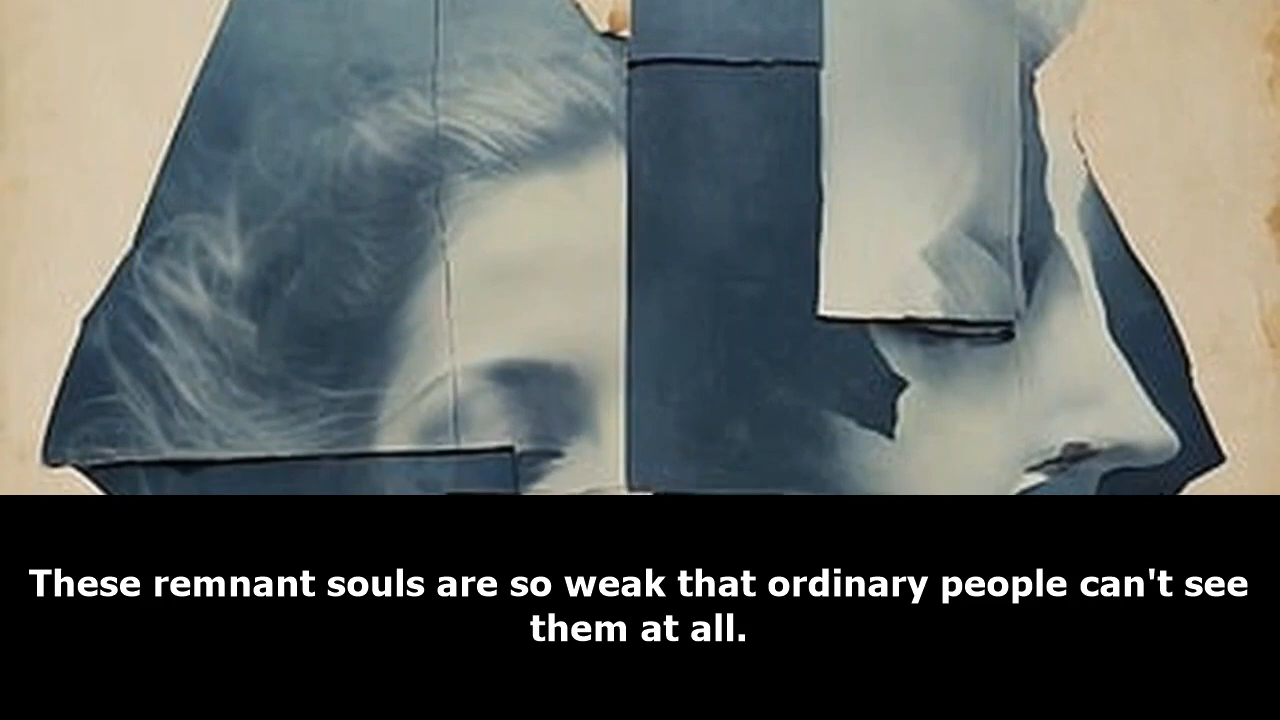 These remnant souls are so weak that ordinary people can't see
them at all.